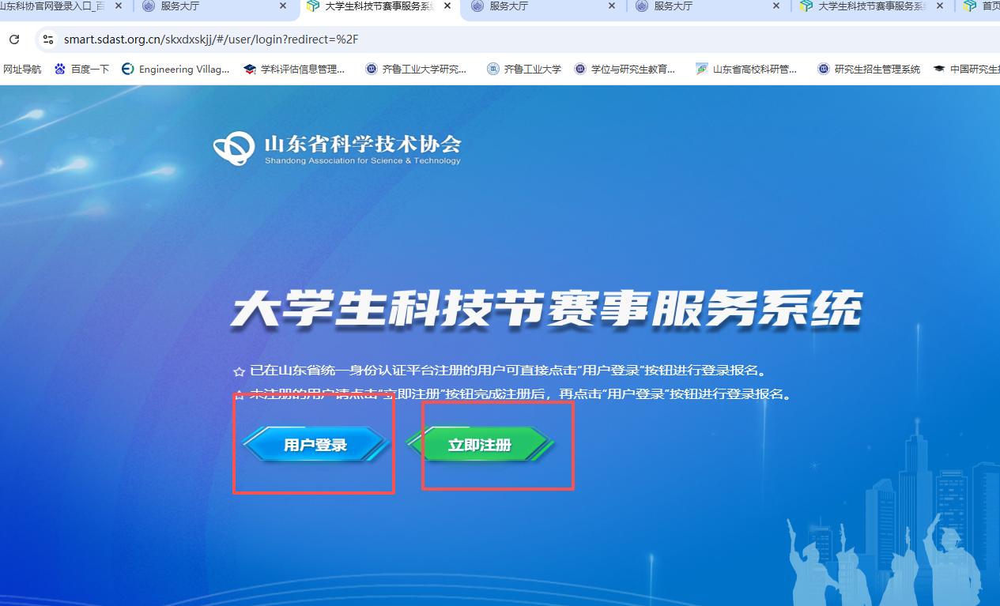 山东科协官网登录入口_百
服务大厅
大学生科技节赛事服务系统
服务大厅
服务大厅
大学生科技节赛事服务系统
首页
smart.sdast.org.cn/skxdxskjj/#/user/login?redirect=%2F
网址导航
百度一下
Engineering Villag...
学科评估信息管理...
齐鲁工业大学研究...
齐鲁工业大学
学位与研究生教育...
山东省高校科研管...
研究生招生管理系统
中国研究生
山东省科学技术协会
Shandong Association for Science & Technology
大学生科技节赛事服务系统
☆ 已在山东省统一身份认证平台注册的用户可直接点击“用户登录”按钮进行登录报名。
☆ 未注册的用户请点击“立即注册”按钮完成注册后，再点击“用户登录”按钮进行登录报名。
用户登录
立即注册